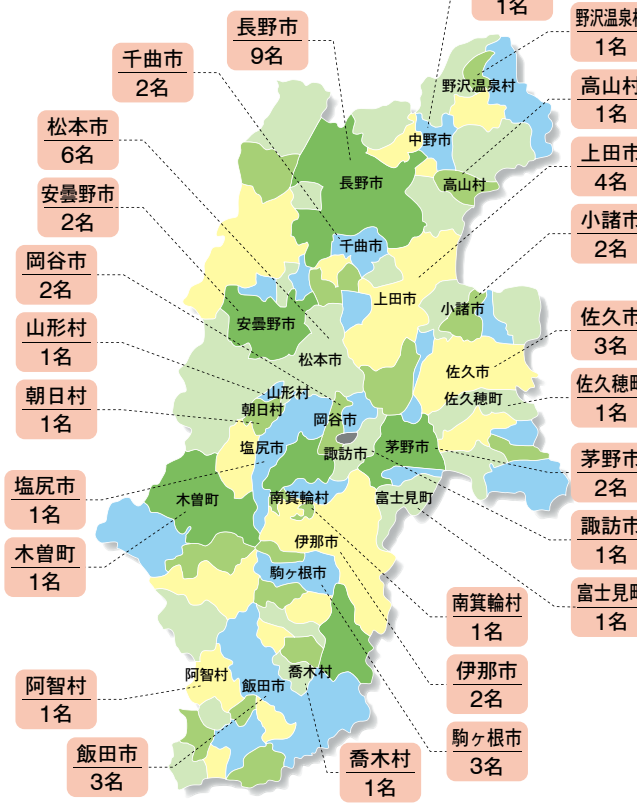 1名
野沢温泉村
1名
長野市
9名
千曲市
2名
高山村
1名
松本市
6名
上田市
4名
安曇野市
2名
小諸市
2名
岡谷市
2名
佐久市
3名
山形村
1名
佐久穂町
1名
朝日村
1名
茅野市
2名
塩尻市
1名
諏訪市
1名
木曽町
1名
富士見町
1名
南箕輪村
1名
伊那市
2名
阿智村
1名
駒ヶ根市
3名
飯田市
3名
喬木村
1名
野沢温泉村
中野市
長野市
高山村
千曲市
上田市
小諸市
安曇野市
松本市
佐久市
山形村
佐久穂町
朝日村
岡谷市
塩尻市
諏訪市
茅野市
木曽町
南箕輪村
富士見町
伊那市
駒ヶ根市
阿智村
喬木村
飯田市